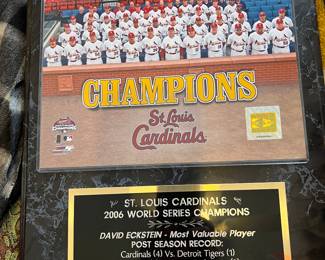 CHAMPIONS
St. Louis
Cardinals
ST. LOUIS CARDINALS
2006 WORLD SERIES CHAMPIONS
DAVID ECKSTEIN - Most Valuable Player
POST SEASON RECORD:
Cardinals (4) Vs. Detroit Tigers (1)